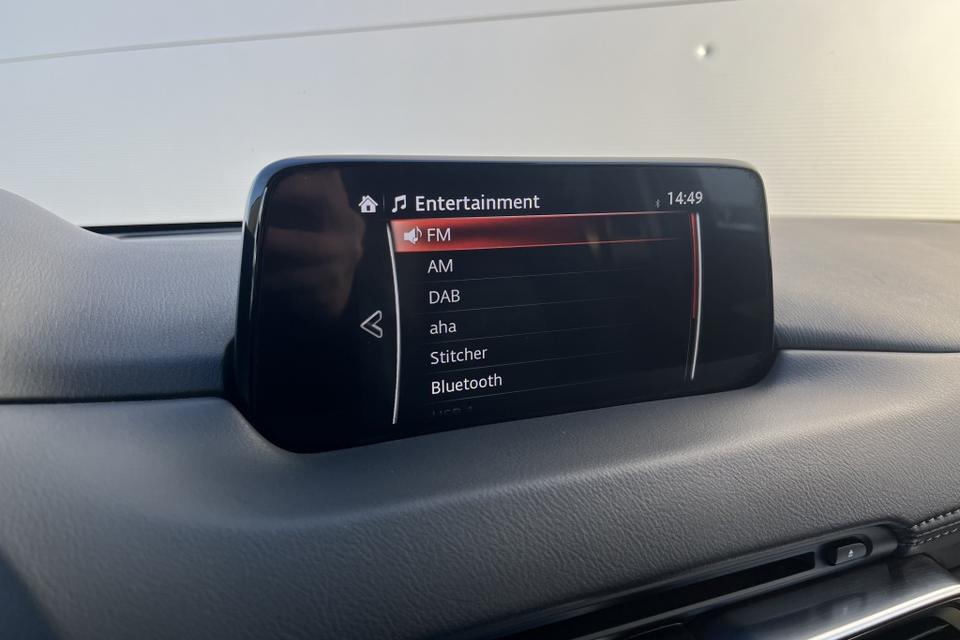 Entertainment 14:49
FM
AM
DAB
aha
Stitcher
Bluetooth